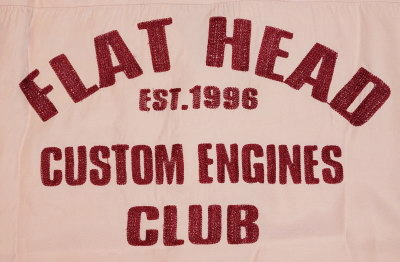 FLAT HEAD
EST.1996
CUSTOM ENGINES
CLUB